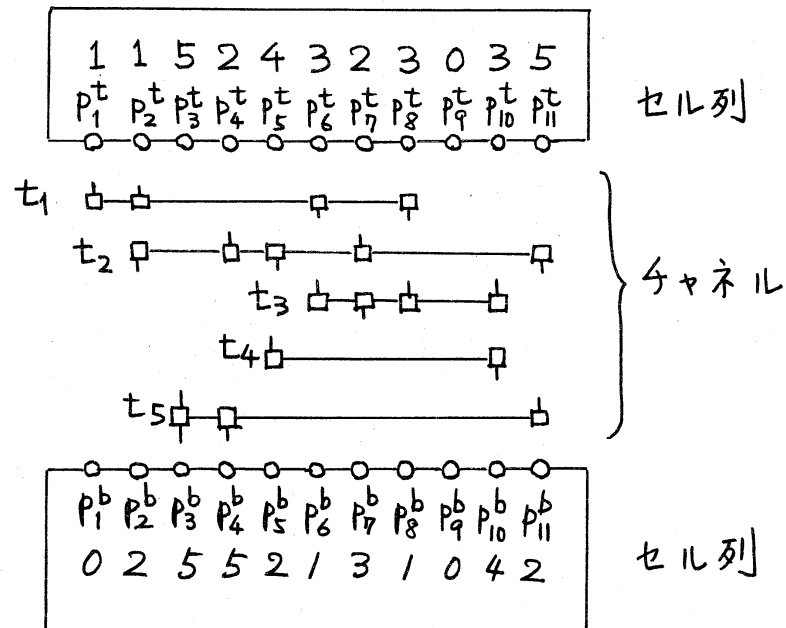 1 1 5 2 4 3 2 3 0 3 5
p₁ᵗ p₂ᵗ p₃ᵗ p₄ᵗ p₅ᵗ p₆ᵗ p₇ᵗ p₈ᵗ p₉ᵗ p₁₀ᵗ p₁₁ᵗ
セル列
t₁
t₂
t₃
チャネル
t₄
t₅
p₁ᵇ p₂ᵇ p₃ᵇ p₄ᵇ p₅ᵇ p₆ᵇ p₇ᵇ p₈ᵇ p₉ᵇ p₁₀ᵇ p₁₁ᵇ
0 2 5 5 2 1 3 1 0 4 2
セル列